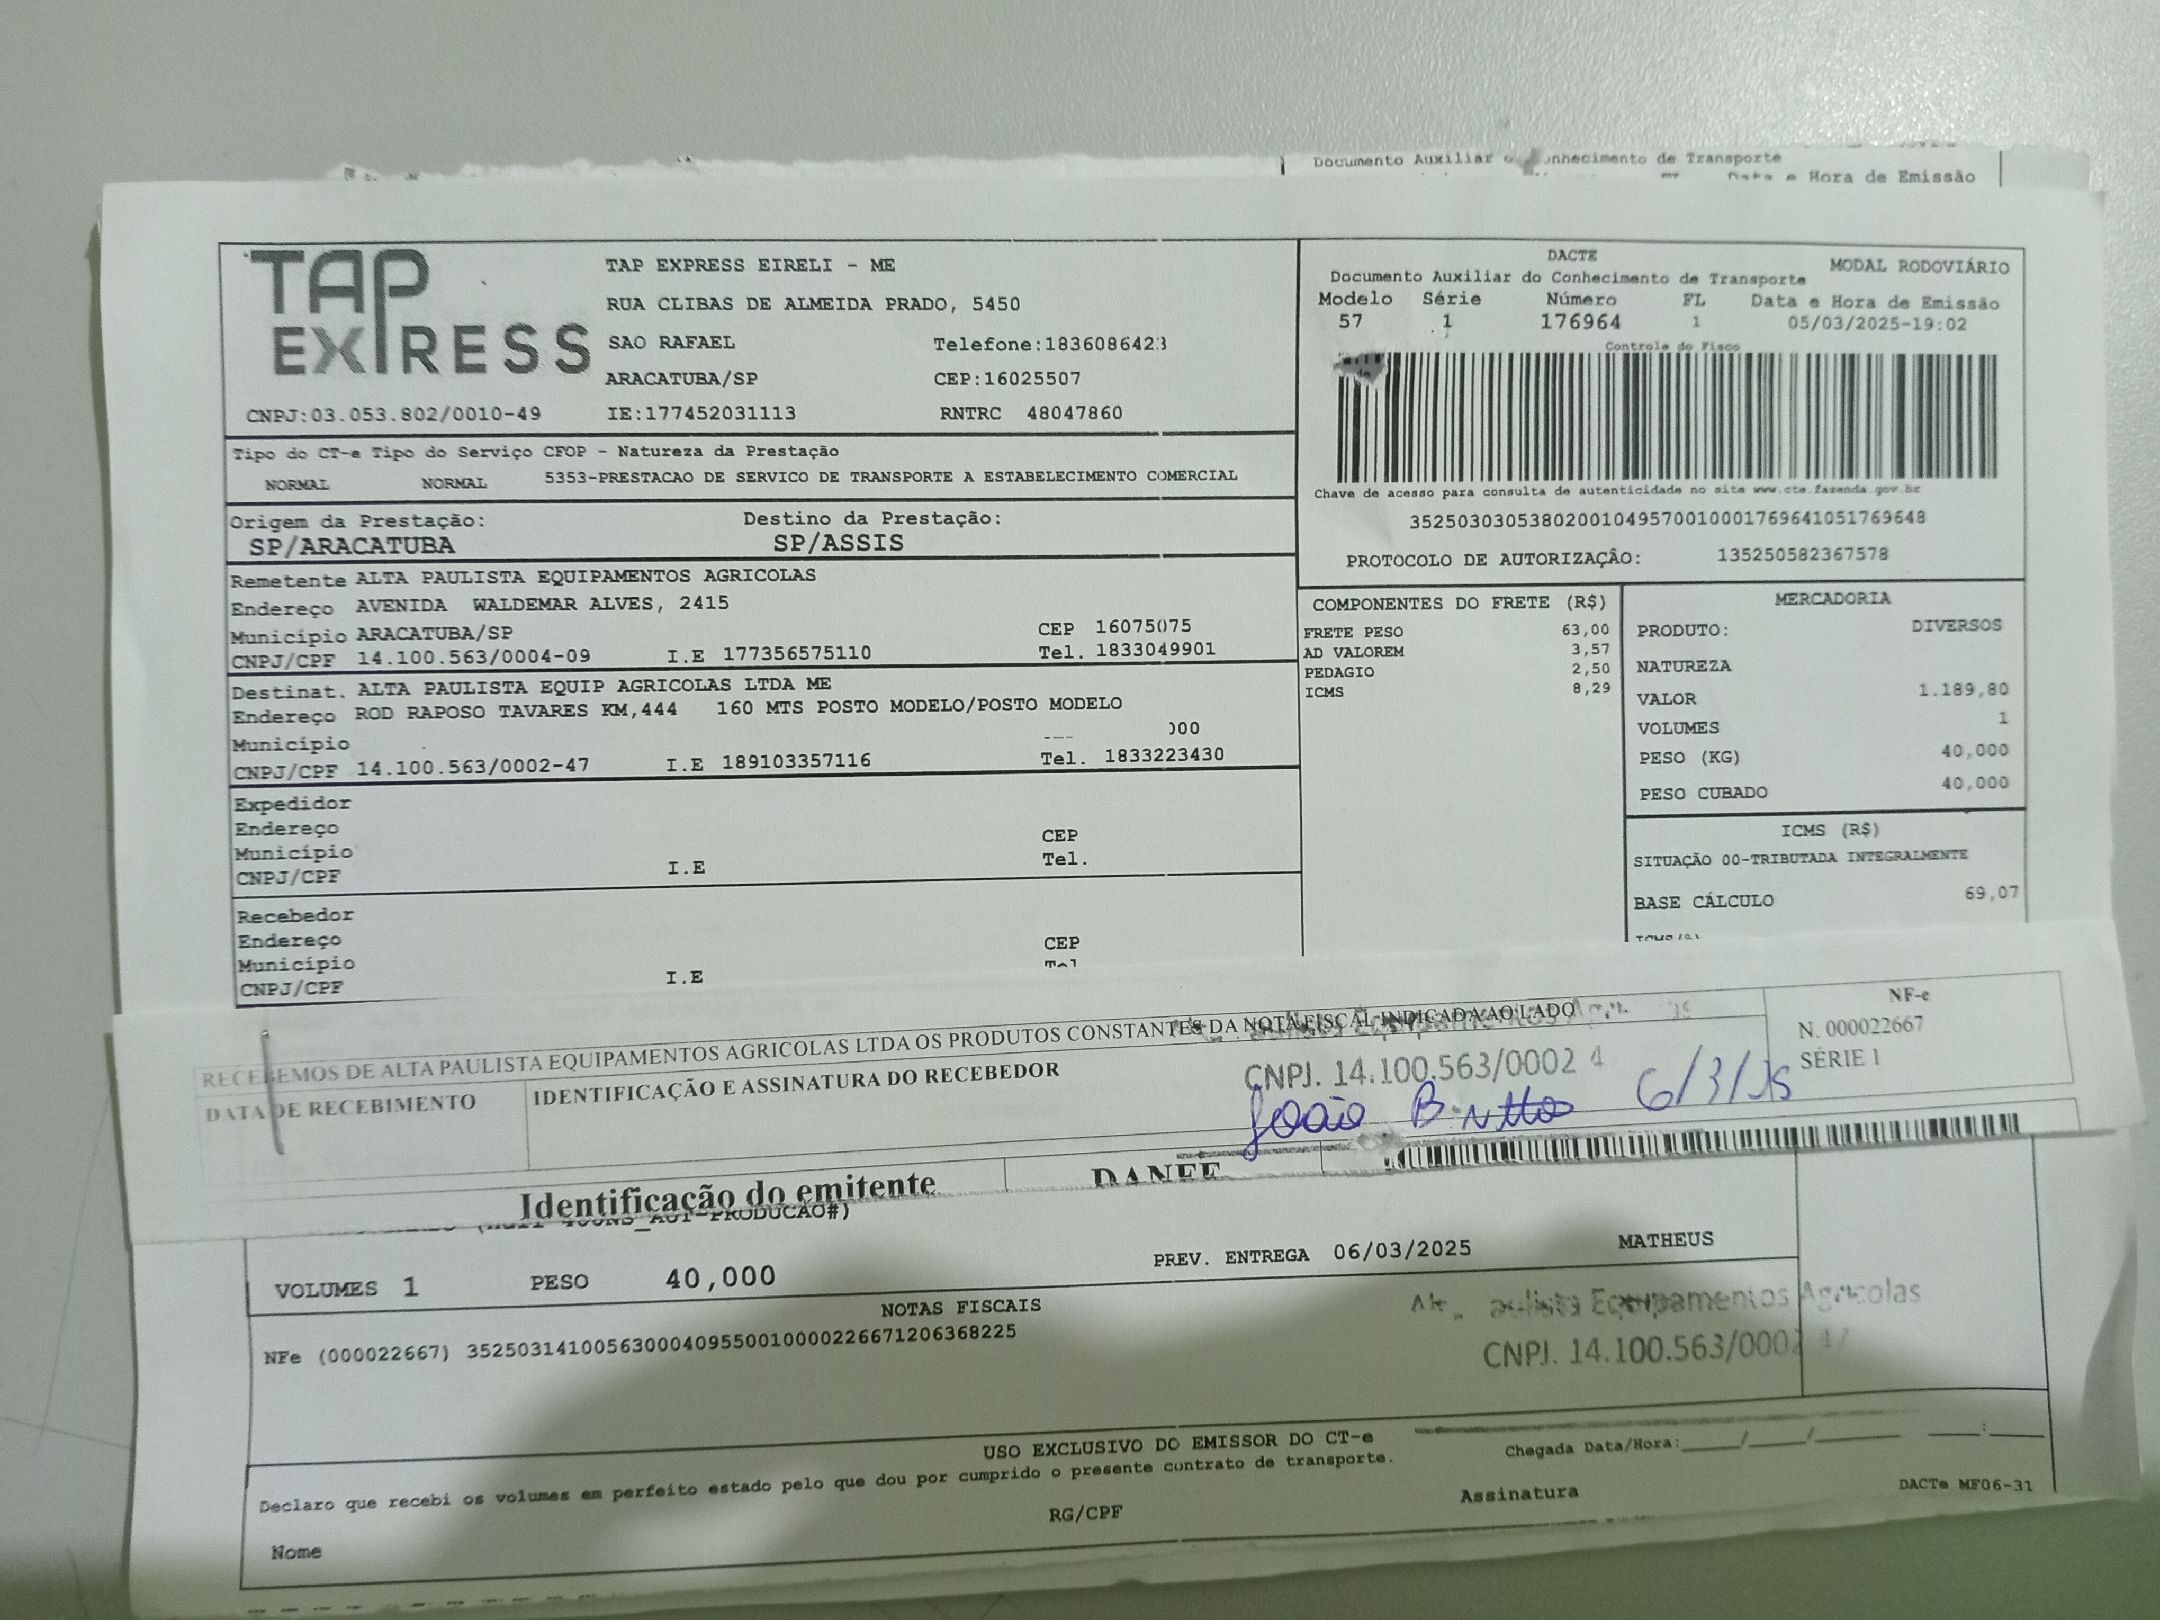 Documento Auxiliar
nhecimento de Transporte
Data e Hora de Emissão
TAP
EXPRESS
TAP EXPRESS EIRELI - ME
RUA CLIBAS DE ALMEIDA PRADO, 5450
SAO RAFAEL
Telefone:1836086423
ARACATUBA/SP
CEP:16025507
CNPJ:03.053.802/0010-49
IE:177452031113
RNTRC 48047860
DACTE
MODAL RODOVIÁRIO
Documento Auxiliar do Conhecimento de Transporte
Modelo Série Número FL Data e Hora de Emissão
57 1 176964 1 05/03/2025-19:02
Controle do Fisco
Chave de acesso para consulta de autenticidade no site www.cte.fazenda.gov.br
35250303053802001049570010001769641051769648
PROTOCOLO DE AUTORIZAÇÃO: 135250582367578
Tipo do CT-e Tipo do Serviço CFOP - Natureza da Prestação
NORMAL NORMAL 5353-PRESTACAO DE SERVICO DE TRANSPORTE A ESTABELECIMENTO COMERCIAL
Origem da Prestação: Destino da Prestação:
SP/ARACATUBA SP/ASSIS
Remetente ALTA PAULISTA EQUIPAMENTOS AGRICOLAS
Endereço AVENIDA WALDEMAR ALVES, 2415
Município ARACATUBA/SP CEP 16075075
CNPJ/CPF 14.100.563/0004-09 I.E 177356575110 Tel. 1833049901
Destinat. ALTA PAULISTA EQUIP AGRICOLAS LTDA ME
Endereço ROD RAPOSO TAVARES KM,444 160 MTS POSTO MODELO/POSTO MODELO
Município 000
CNPJ/CPF 14.100.563/0002-47 I.E 189103357116 Tel. 1833223430
Expedidor
Endereço
Município CEP
CNPJ/CPF I.E Tel.
Recebedor
Endereço
Município CEP
CNPJ/CPF I.E Tel
COMPONENTES DO FRETE (R$)
FRETE PESO 63,00
AD VALOREM 3,57
PEDAGIO 2,50
ICMS 8,29
MERCADORIA
PRODUTO: DIVERSOS
NATUREZA
VALOR 1.189,80
VOLUMES 1
PESO (KG) 40,000
PESO CUBADO 40,000
ICMS (R$)
SITUAÇÃO 00-TRIBUTADA INTEGRALMENTE
BASE CÁLCULO 69,07
RECEBEMOS DE ALTA PAULISTA EQUIPAMENTOS AGRICOLAS LTDA OS PRODUTOS CONSTANTES DA NOTA FISCAL INDICADA AO LADO
NF-e
N. 000022667
SÉRIE 1
DATA DE RECEBIMENTO
IDENTIFICAÇÃO E ASSINATURA DO RECEBEDOR
CNPJ. 14.100.563/0002 4
João B 6/3/25
Identificação do emitente
DANFE
PRODUCAO#)
VOLUMES 1 PESO 40,000 PREV. ENTREGA 06/03/2025 MATHEUS
NOTAS FISCAIS
NFe (000022667) 35250314100563000409550010000226671206368225
aulista Equipamentos Agricolas
CNPJ. 14.100.563/0002 47
USO EXCLUSIVO DO EMISSOR DO CT-e
Declaro que recebi os volumes em perfeito estado pelo que dou por cumprido o presente contrato de transporte.
Chegada Data/Hora:_____/_____/_______ ____:____
Nome RG/CPF Assinatura
DACTe MF06-31